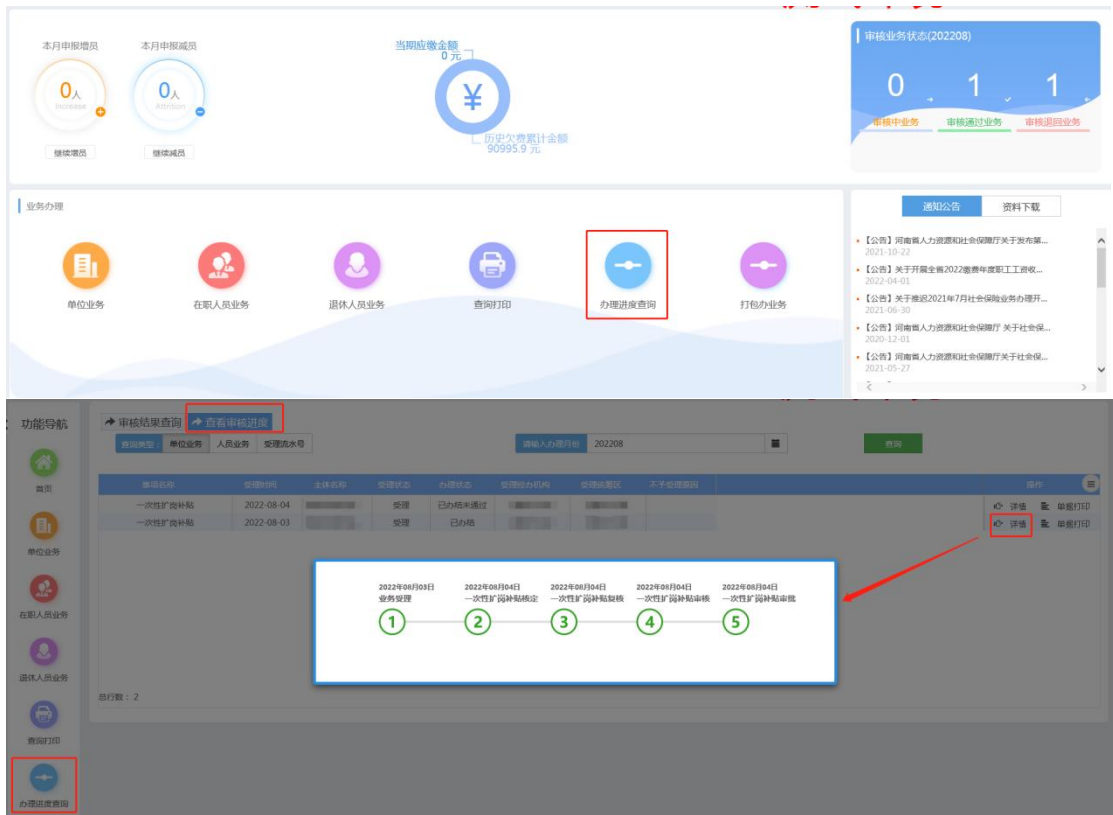 本月申报增员
本月申报减员
0人
Increase
0人
Attrition
继续增员
继续减员
当期应缴金额
0 元
¥
历史欠费累计金额
90995.9 元
审核业务状态(202208)
0
1
1
审核中业务
审核通过业务
审核退回业务
业务办理
单位业务
在职人员业务
退休人员业务
查询打印
办理进度查询
打包办业务
通知公告
资料下载
【公告】河南省人力资源和社会保障厅关于发布第...
2021-10-22
【公告】关于开展全省2022缴费年度职工工资收...
2022-04-01
【公告】关于推迟2021年7月社会保险业务办理开...
2021-06-30
【公告】河南省人力资源和社会保障厅 关于社会保...
2020-12-01
【公告】河南省人力资源和社会保障厅关于社会保...
2021-05-27
功能导航
首页
单位业务
在职人员业务
退休人员业务
查询打印
办理进度查询
审核结果查询
查看审核进度
查询类型：
单位业务
人员业务
受理流水号
请输入办理月份
202208
查询
事项名称 受理时间 主体名称 受理状态 办理状态 受理经办机构 受理统筹区 不予受理原因 操作
一次性扩岗补贴 2022-08-04 受理 已办结未通过 详情 单据打印
一次性扩岗补贴 2022-08-03 受理 已办结 详情 单据打印
2022年08月03日 2022年08月04日 2022年08月04日 2022年08月04日 2022年08月04日
业务受理 一次性扩岗补贴核定 一次性扩岗补贴复核 一次性扩岗补贴审核 一次性扩岗补贴审批
1 2 3 4 5
总行数：2